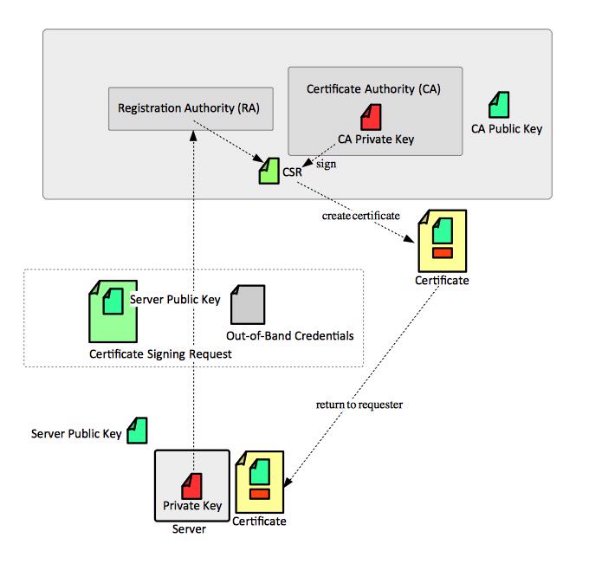 Certificate Authority (CA)
Registration Authority (RA)
CA Private Key
CA Public Key
sign
CSR
create certificate
Certificate
Server Public Key
Out-of-Band Credentials
Certificate Signing Request
return to requester
Server Public Key
Private Key
Server
Certificate